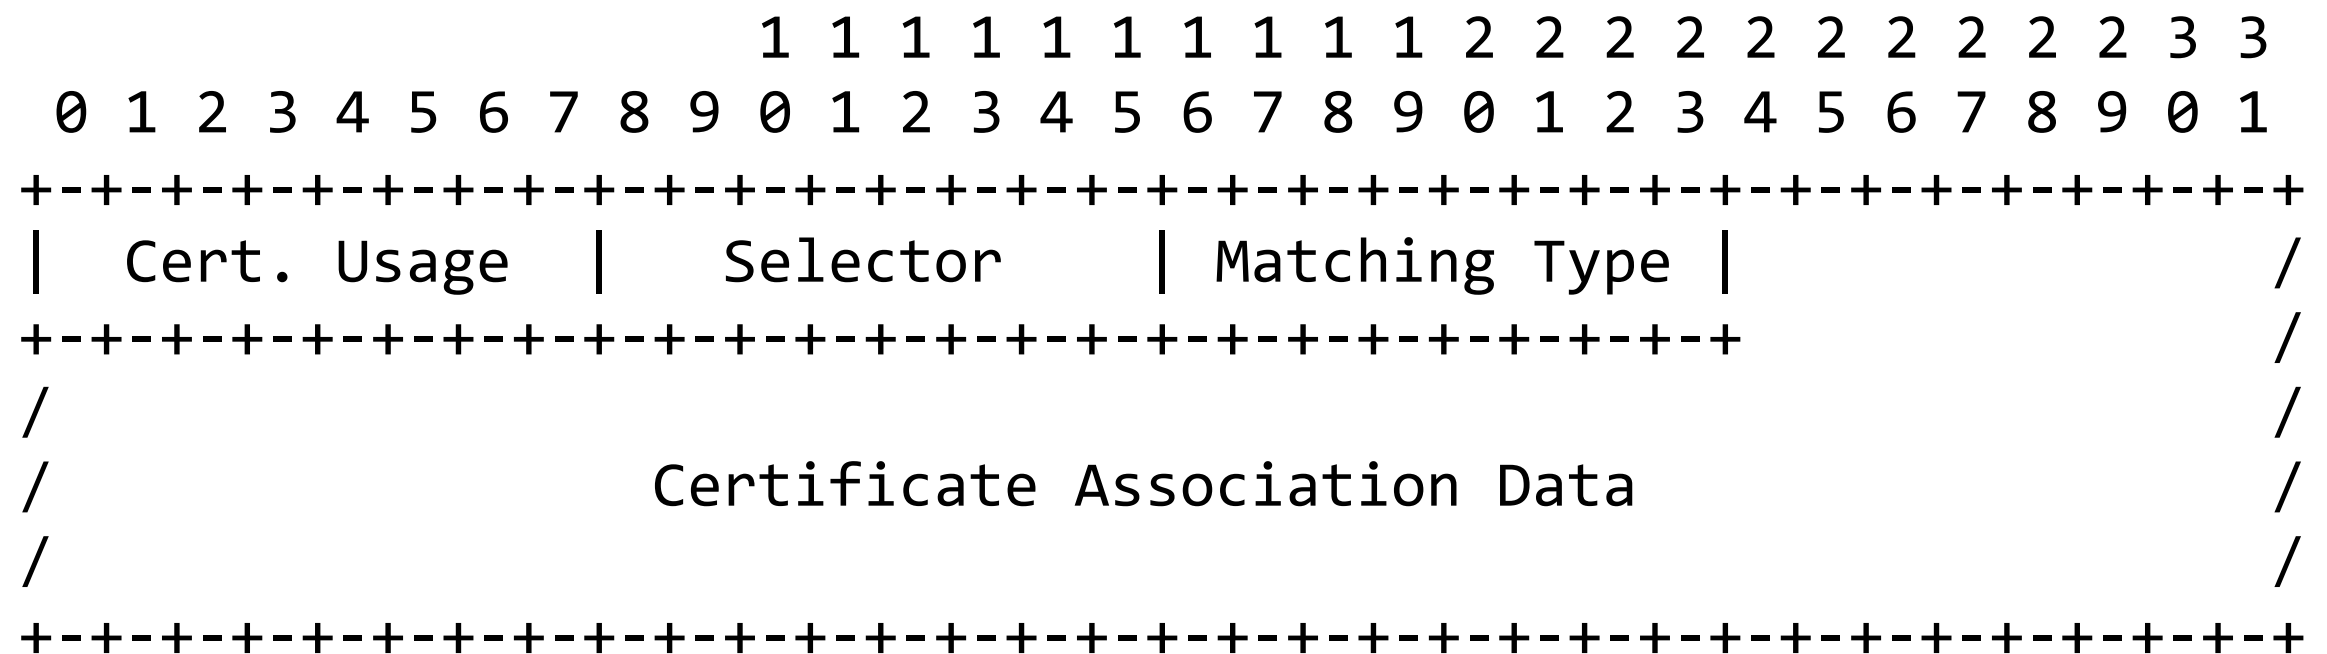 1 1 1 1 1 1 1 1 1 1 2 2 2 2 2 2 2 2 2 2 3 3
 0 1 2 3 4 5 6 7 8 9 0 1 2 3 4 5 6 7 8 9 0 1 2 3 4 5 6 7 8 9 0 1
+-+-+-+-+-+-+-+-+-+-+-+-+-+-+-+-+-+-+-+-+-+-+-+-+-+-+-+-+-+-+-+-+
|  Cert. Usage  |   Selector    | Matching Type |               /
+-+-+-+-+-+-+-+-+-+-+-+-+-+-+-+-+-+-+-+-+-+-+-+-+               /
/                                                               /
/                 Certificate Association Data                  /
/                                                               /
+-+-+-+-+-+-+-+-+-+-+-+-+-+-+-+-+-+-+-+-+-+-+-+-+-+-+-+-+-+-+-+-+